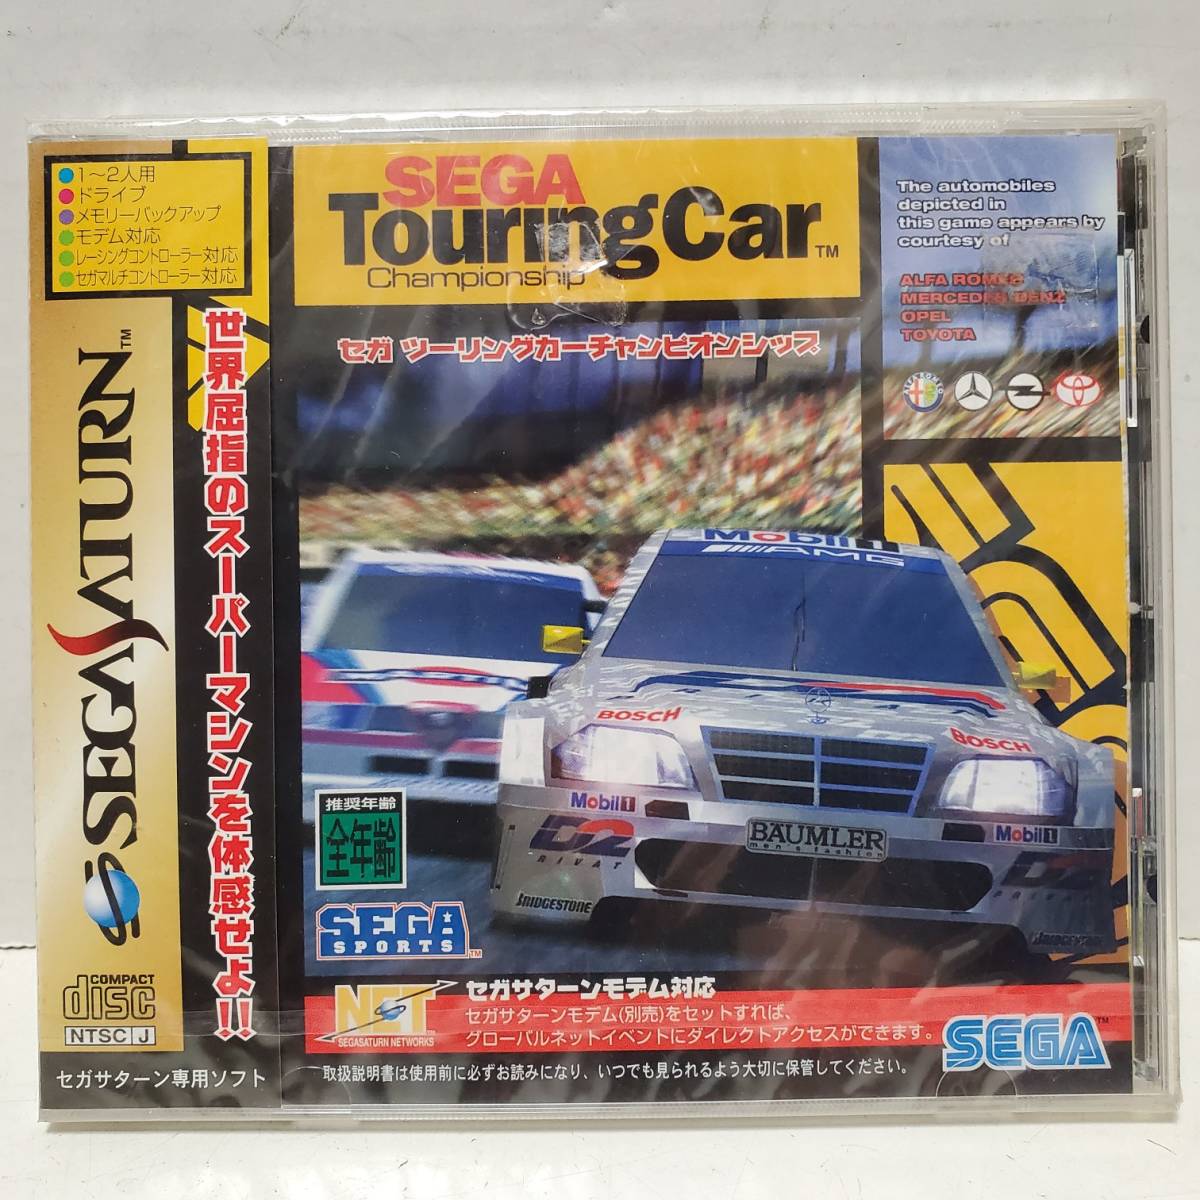 1～2人用
ドライブ
メモリーバックアップ
モデム対応
レーシングコントローラー対応
セガマルチコントローラー対応
SEGA SATURN™
世界屈指のスーパーマシンを体感せよ!!
COMPACT
disc
NTSC J
セガサターン専用ソフト
SEGA
Touring Car™
Championship
セガ ツーリングカーチャンピオンシップ
The automobiles
depicted in
this game appears by
courtesy of
ALFA ROMEO
MERCEDES BENZ
OPEL
TOYOTA
ALFA ROMEO
Mobil 1
AMG
BOSCH
BOSCH
Mobil 1
Mobil 1
D2
PRIVAT
D2
BÄUMLER
men's fashion
BRIDGESTONE
BRIDGESTONE
推奨年齢
全年齢
SEGA
SPORTS™
NET
SEGASATURN NETWORKS
セガサターンモデム対応
セガサターンモデム(別売)をセットすれば、
グローバルネットイベントにダイレクトアクセスができます。
SEGA™
取扱説明書は使用前に必ずお読みになり、いつでも見られるよう大切に保管してください。